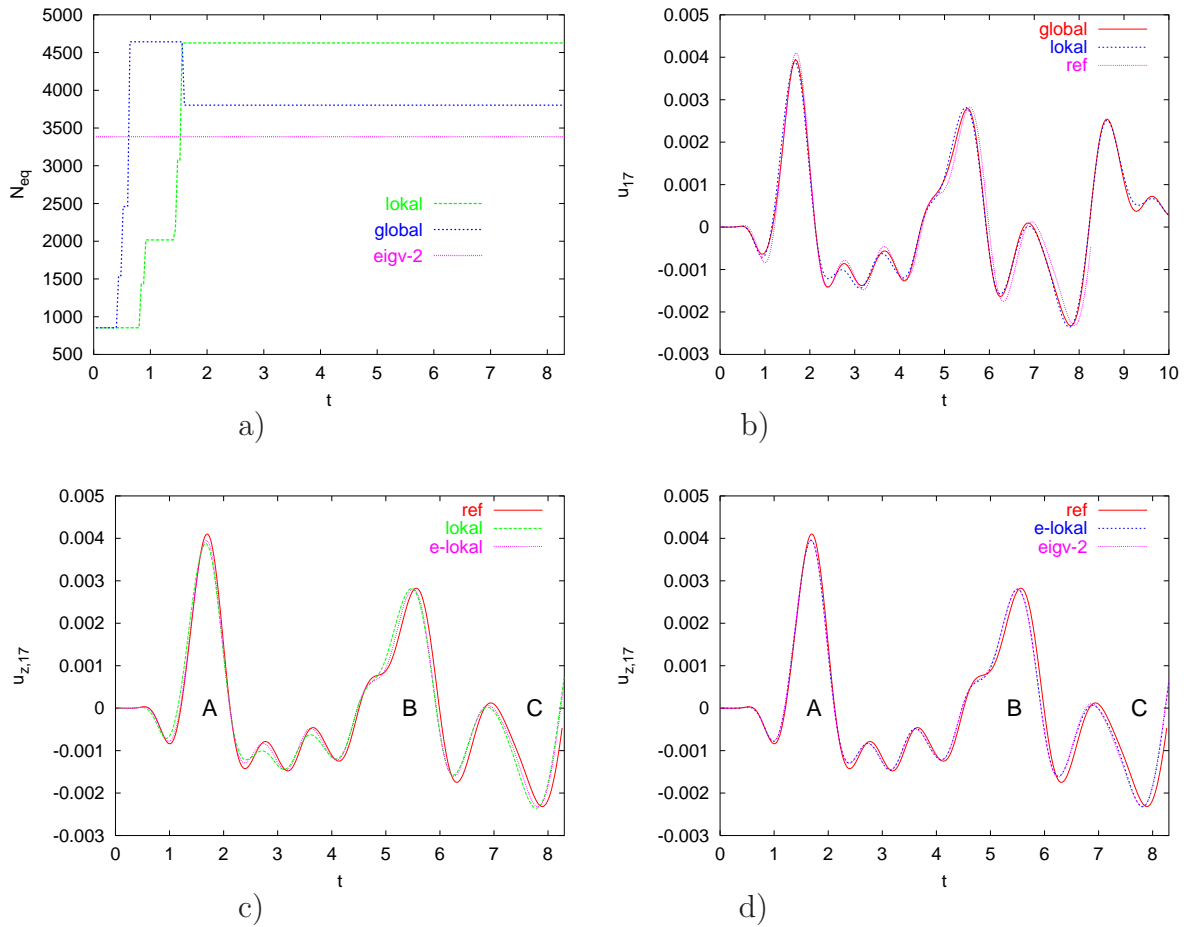 5000
4500
4000
3500
3000
2500
2000
1500
1000
500
N_eq
lokal
global
eigv-2
0 1 2 3 4 5 6 7 8
t
a)
0.005
0.004
0.003
0.002
0.001
0
-0.001
-0.002
-0.003
u_17
global
lokal
ref
0 1 2 3 4 5 6 7 8 9 10
t
b)
0.005
0.004
0.003
0.002
0.001
0
-0.001
-0.002
-0.003
u_z,17
ref
lokal
e-lokal
A B C
0 1 2 3 4 5 6 7 8
t
c)
0.005
0.004
0.003
0.002
0.001
0
-0.001
-0.002
-0.003
u_z,17
ref
e-lokal
eigv-2
A B C
0 1 2 3 4 5 6 7 8
t
d)